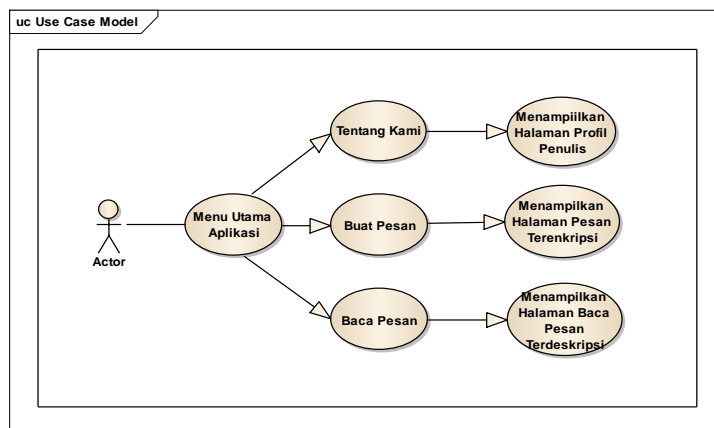 uc Use Case Model
Actor
Menu Utama
Aplikasi
Tentang Kami
Menampiilkan
Halaman Profil
Penulis
Buat Pesan
Menampilkan
Halaman Pesan
Terenkripsi
Baca Pesan
Menampilkan
Halaman Baca
Pesan
Terdeskripsi